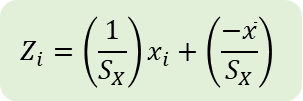 Z_i = (1/S_X) x_i + (-x̄/S_X)